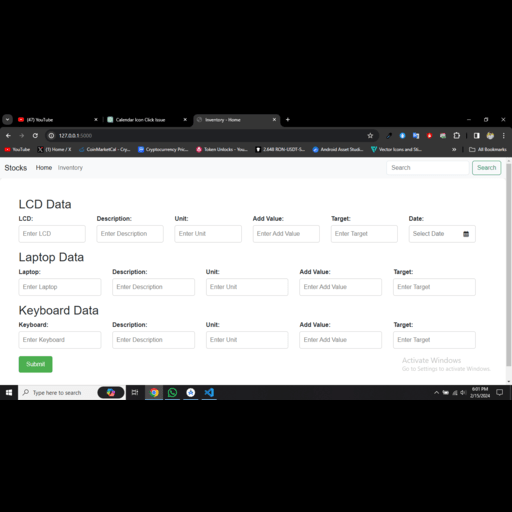 (47) YouTube
Calendar Icon Click Issue
Inventory - Home
127.0.0.1:5000
YouTube
(1) Home / X
CoinMarketCal - Cry...
Cryptocurrency Pric...
Token Unlocks - You...
2,648 RON-USDT-S...
Android Asset Studi...
Vector Icons and Sti...
All Bookmarks
Stocks Home Inventory Search Search
LCD Data
LCD: Description: Unit: Add Value: Target: Date:
Enter LCD Enter Description Enter Unit Enter Add Value Enter Target Select Date
Laptop Data
Laptop: Description: Unit: Add Value: Target:
Enter Laptop Enter Description Enter Unit Enter Add Value Enter Target
Keyboard Data
Keyboard: Description: Unit: Add Value: Target:
Enter Keyboard Enter Description Enter Unit Enter Add Value Enter Target
Submit
Activate Windows
Go to Settings to activate Windows.
Type here to search
6:01 PM
2/15/2024